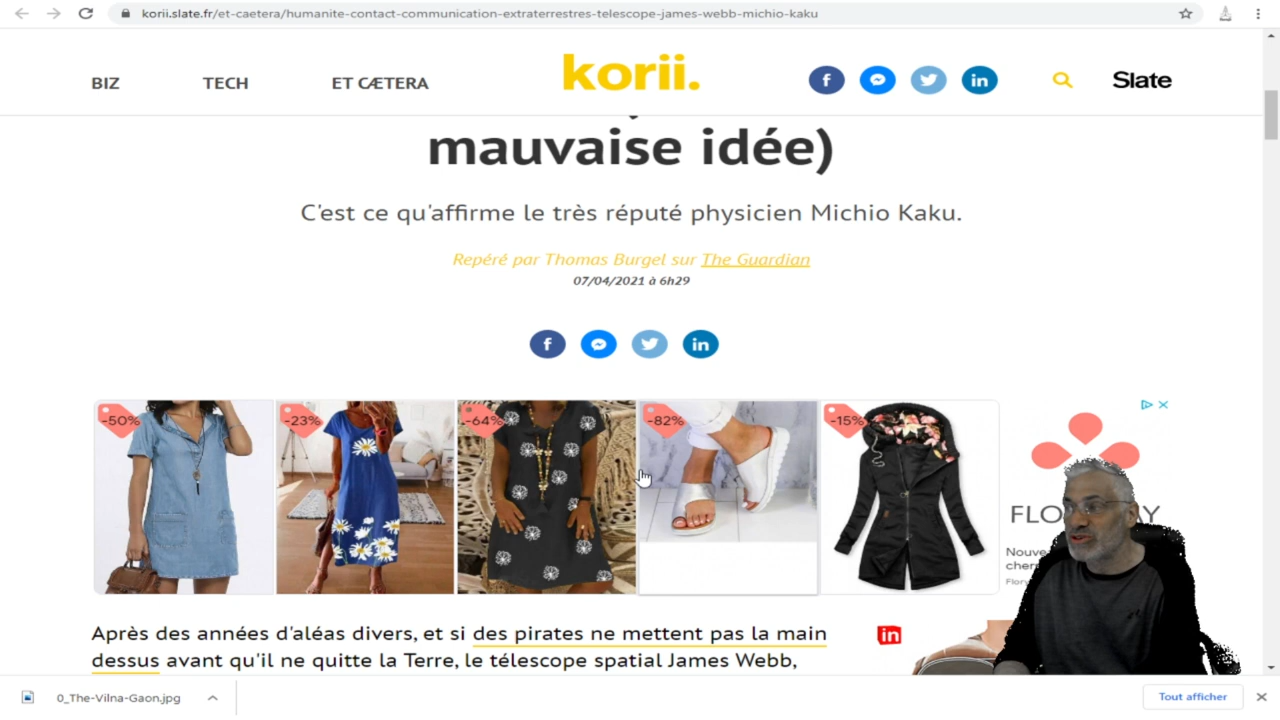 korii.slate.fr/et-caetera/humanite-contact-communication-extraterrestres-telescope-james-webb-michio-kaku
BIZ
TECH
ET CÆTERA
korii.
Slate
mauvaise idée)
C'est ce qu'affirme le très réputé physicien Michio Kaku.
Repéré par Thomas Burgel sur The Guardian
07/04/2021 à 6h29
-50%
-23%
-64%
-82%
-15%
FLO Y
Nouve
cher
Flory
Après des années d'aléas divers, et si des pirates ne mettent pas la main
dessus avant qu'il ne quitte la Terre, le télescope spatial James Webb,
0_The-Vilna-Gaon.jpg
Tout afficher